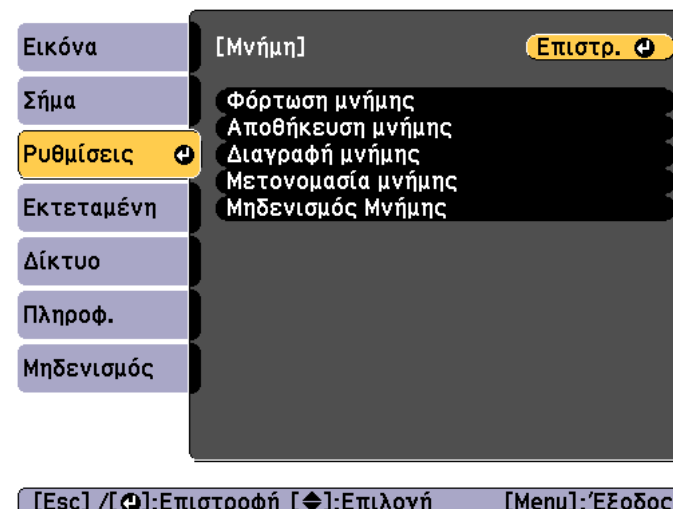 Εικόνα
Σήμα
Ρυθμίσεις
Εκτεταμένη
Δίκτυο
Πληροφ.
Μηδενισμός
[Μνήμη]
Επιστρ.
Φόρτωση μνήμης
Αποθήκευση μνήμης
Διαγραφή μνήμης
Μετονομασία μνήμης
Μηδενισμός Μνήμης
[Esc] /[⏎]:Επιστροφή [◆]:Επιλογή [Menu]:Έξοδος